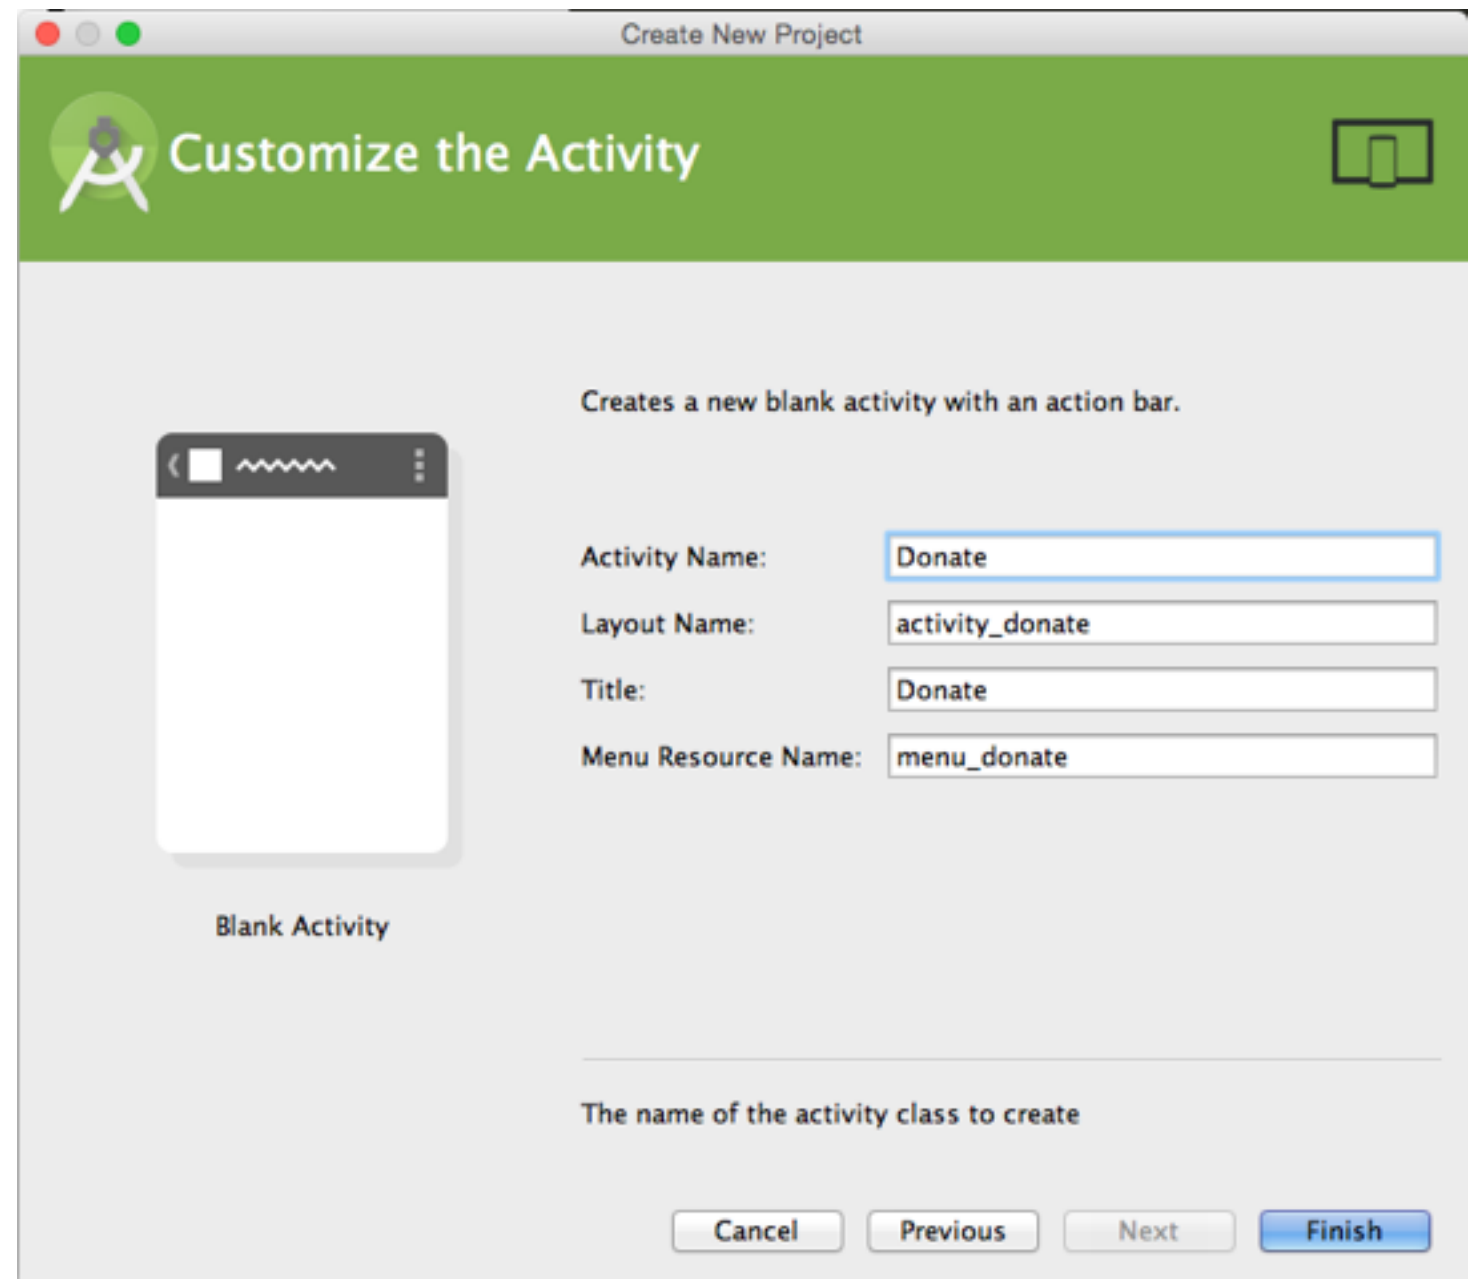 Create New Project
Customize the Activity
Creates a new blank activity with an action bar.
Activity Name: Donate
Layout Name: activity_donate
Title: Donate
Menu Resource Name: menu_donate
Blank Activity
The name of the activity class to create
Cancel Previous Next Finish